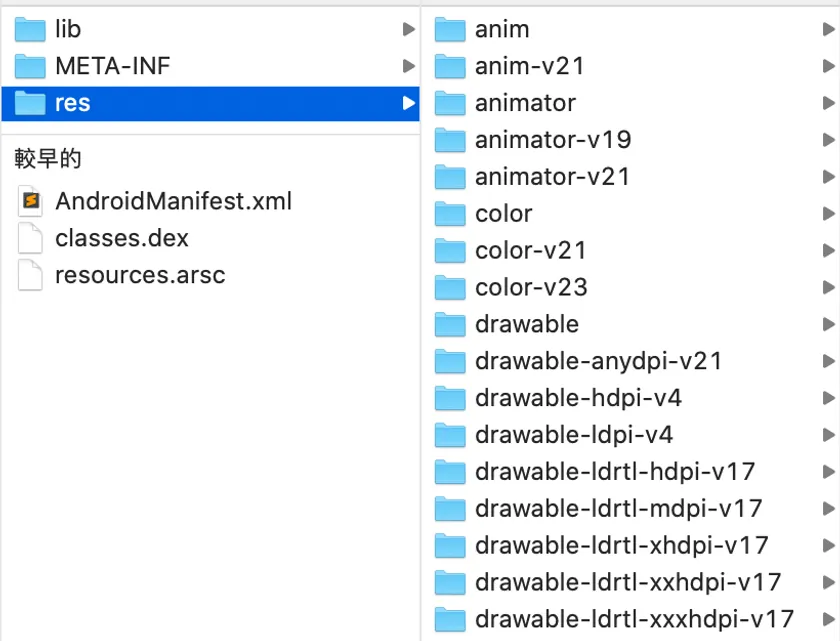 lib
META-INF
res
較早的
AndroidManifest.xml
classes.dex
resources.arsc
anim
anim-v21
animator
animator-v19
animator-v21
color
color-v21
color-v23
drawable
drawable-anydpi-v21
drawable-hdpi-v4
drawable-ldpi-v4
drawable-ldrtl-hdpi-v17
drawable-ldrtl-mdpi-v17
drawable-ldrtl-xhdpi-v17
drawable-ldrtl-xxhdpi-v17
drawable-ldrtl-xxxhdpi-v17